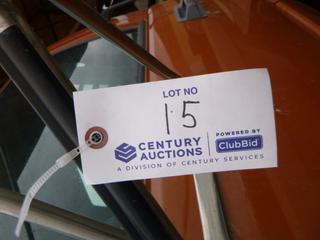 LOT NO
15
CENTURY
AUCTIONS
POWERED BY
ClubBid
A DIVISION OF CENTURY SERVICES